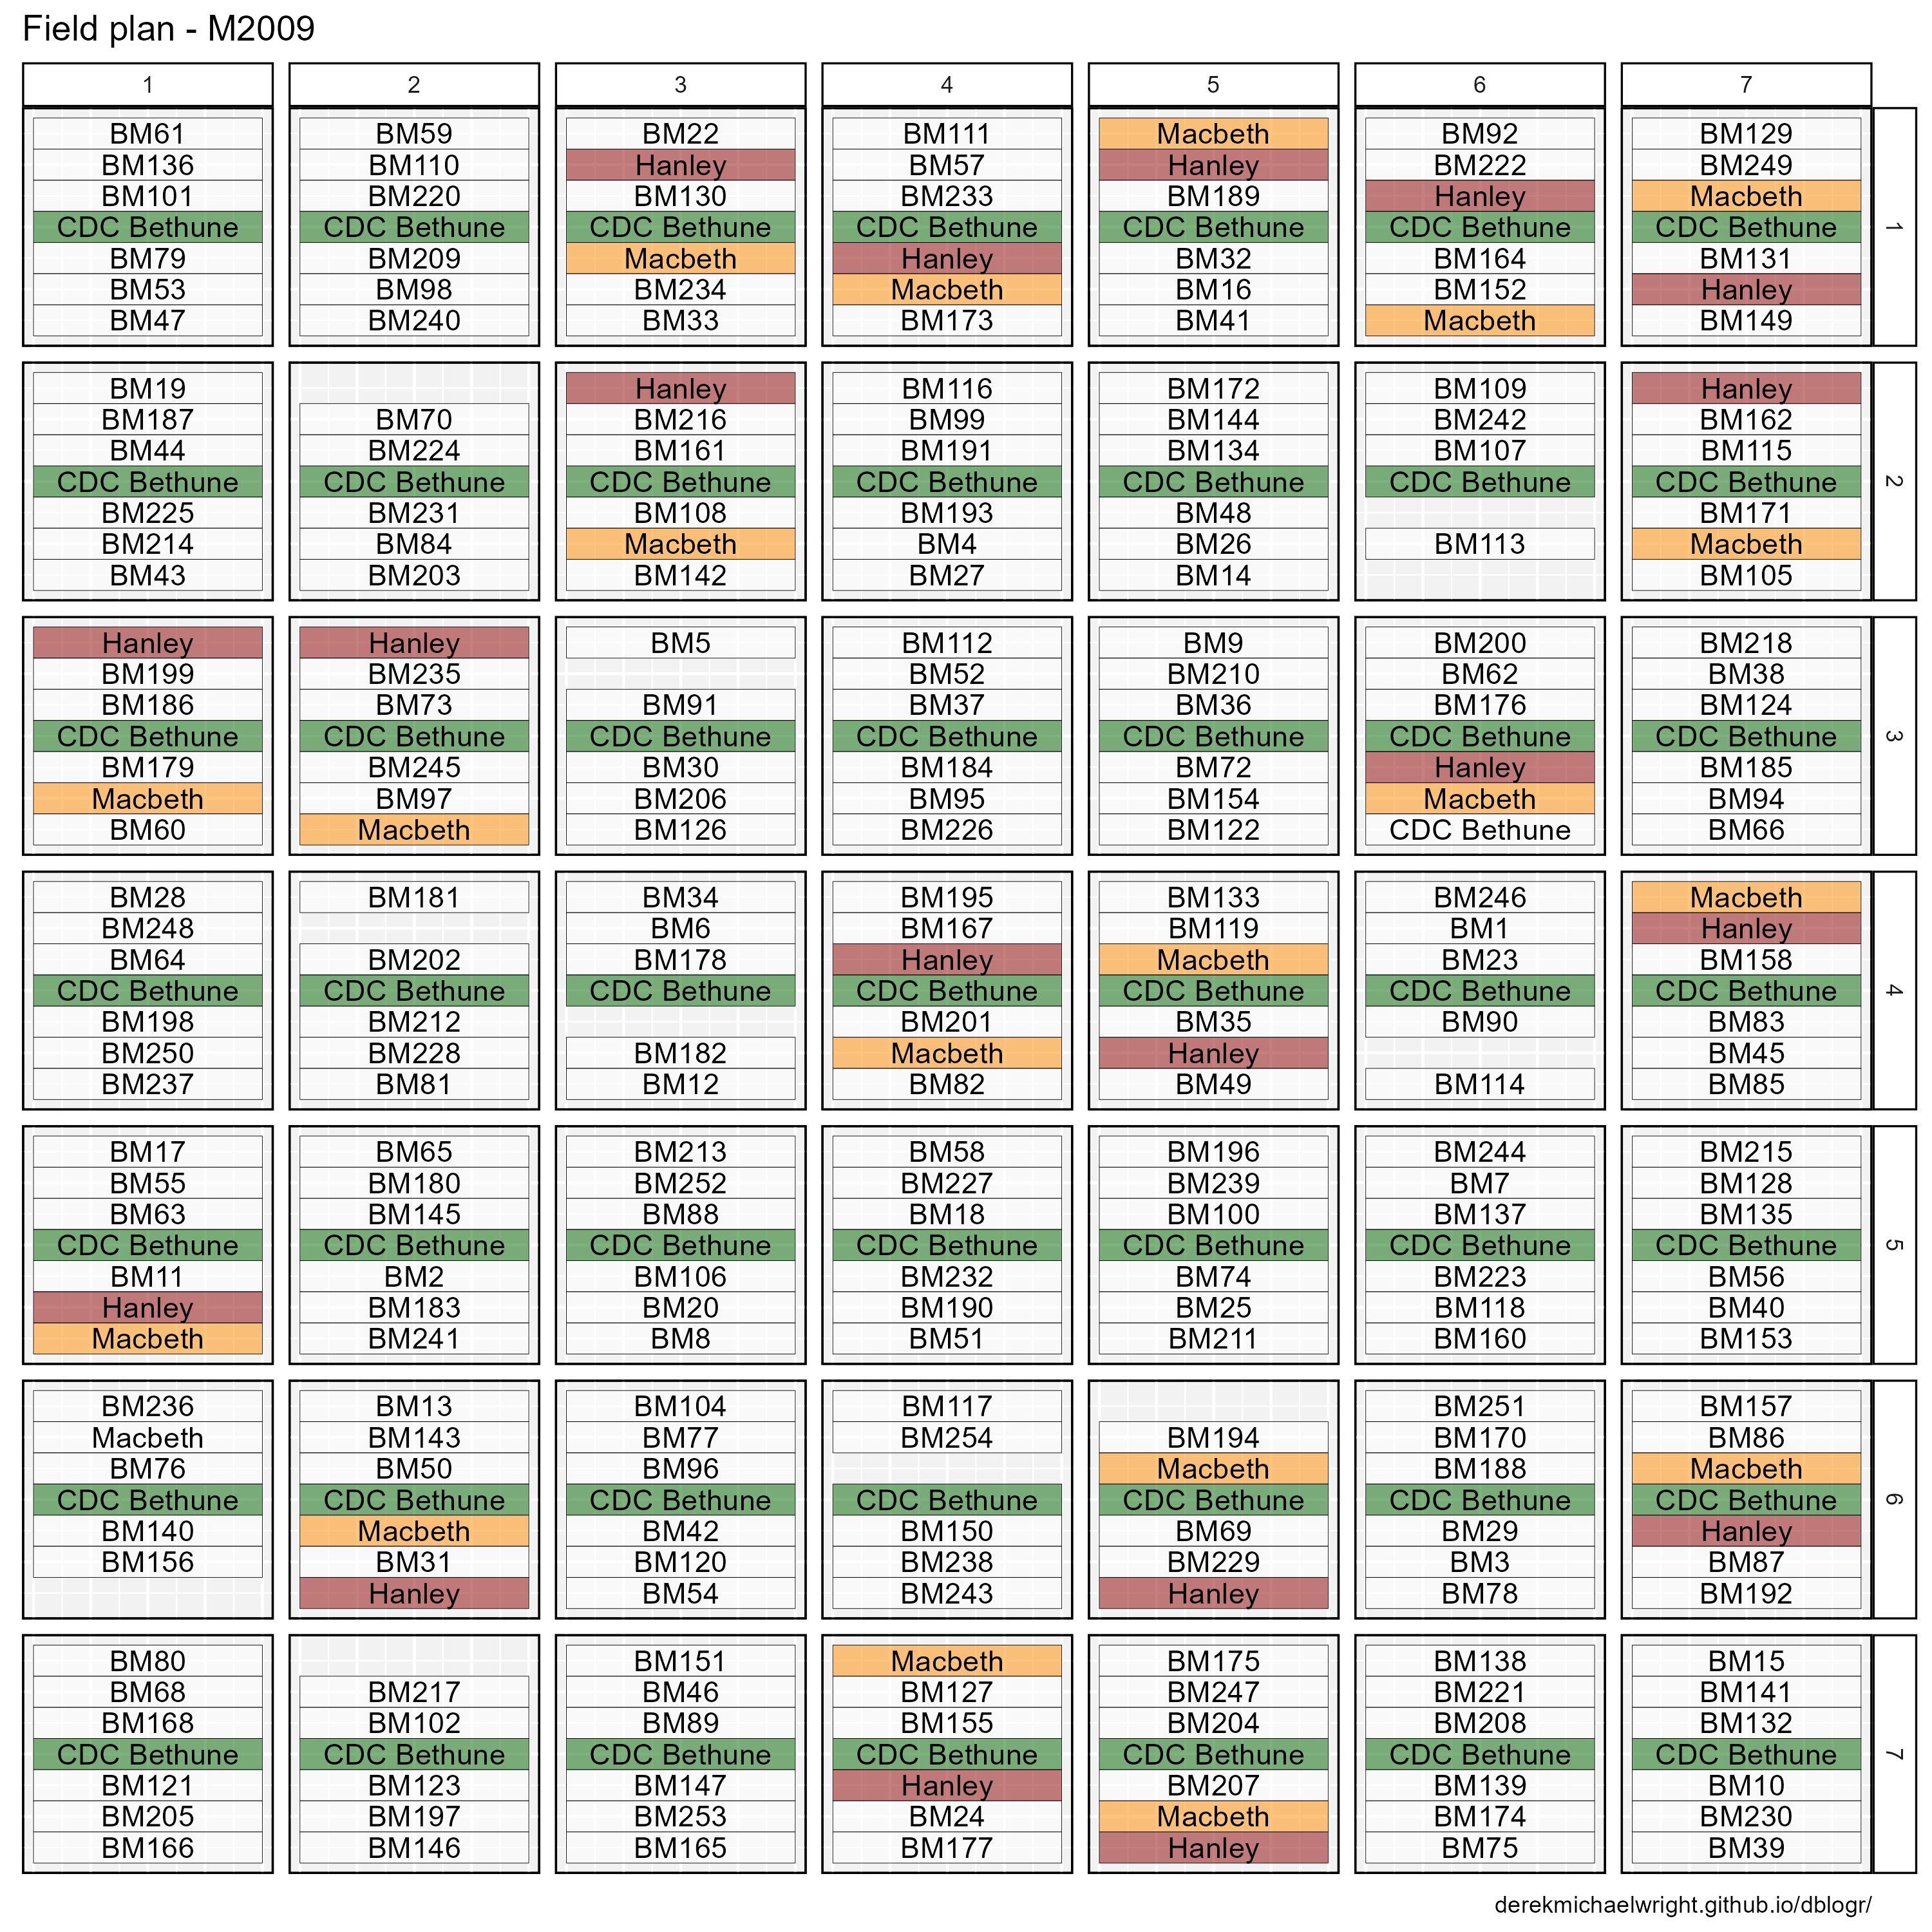 Field plan - M2009
1 2 3 4 5 6 7
BM61 BM59 BM22 BM111 Macbeth BM92 BM129
BM136 BM110 Hanley BM57 Hanley BM222 BM249
BM101 BM220 BM130 BM233 BM189 Hanley Macbeth
CDC Bethune CDC Bethune CDC Bethune CDC Bethune CDC Bethune CDC Bethune CDC Bethune 1
BM79 BM209 Macbeth Hanley BM32 BM164 BM131
BM53 BM98 BM234 Macbeth BM16 BM152 Hanley
BM47 BM240 BM33 BM173 BM41 Macbeth BM149
BM19 Hanley BM116 BM172 BM109 Hanley
BM187 BM70 BM216 BM99 BM144 BM242 BM162
BM44 BM224 BM161 BM191 BM134 BM107 BM115
CDC Bethune CDC Bethune CDC Bethune CDC Bethune CDC Bethune CDC Bethune CDC Bethune 2
BM225 BM231 BM108 BM193 BM48 BM171
BM214 BM84 Macbeth BM4 BM26 BM113 Macbeth
BM43 BM203 BM142 BM27 BM14 BM105
Hanley Hanley BM5 BM112 BM9 BM200 BM218
BM199 BM235 BM52 BM210 BM62 BM38
BM186 BM73 BM91 BM37 BM36 BM176 BM124
CDC Bethune CDC Bethune CDC Bethune CDC Bethune CDC Bethune CDC Bethune CDC Bethune 3
BM179 BM245 BM30 BM184 BM72 Hanley BM185
Macbeth BM97 BM206 BM95 BM154 Macbeth BM94
BM60 Macbeth BM126 BM226 BM122 CDC Bethune BM66
BM28 BM181 BM34 BM195 BM133 BM246 Macbeth
BM248 BM6 BM167 BM119 BM1 Hanley
BM64 BM202 BM178 Hanley Macbeth BM23 BM158
CDC Bethune CDC Bethune CDC Bethune CDC Bethune CDC Bethune CDC Bethune CDC Bethune 4
BM198 BM212 BM201 BM35 BM90 BM83
BM250 BM228 BM182 Macbeth Hanley BM45
BM237 BM81 BM12 BM82 BM49 BM114 BM85
BM17 BM65 BM213 BM58 BM196 BM244 BM215
BM55 BM180 BM252 BM227 BM239 BM7 BM128
BM63 BM145 BM88 BM18 BM100 BM137 BM135
CDC Bethune CDC Bethune CDC Bethune CDC Bethune CDC Bethune CDC Bethune CDC Bethune 5
BM11 BM2 BM106 BM232 BM74 BM223 BM56
Hanley BM183 BM20 BM190 BM25 BM118 BM40
Macbeth BM241 BM8 BM51 BM211 BM160 BM153
BM236 BM13 BM104 BM117 BM251 BM157
Macbeth BM143 BM77 BM254 BM194 BM170 BM86
BM76 BM50 BM96 Macbeth BM188 Macbeth
CDC Bethune CDC Bethune CDC Bethune CDC Bethune CDC Bethune CDC Bethune CDC Bethune 6
BM140 Macbeth BM42 BM150 BM69 BM29 Hanley
BM156 BM31 BM120 BM238 BM229 BM3 BM87
Hanley BM54 BM243 Hanley BM78 BM192
BM80 BM151 Macbeth BM175 BM138 BM15
BM68 BM217 BM46 BM127 BM247 BM221 BM141
BM168 BM102 BM89 BM155 BM204 BM208 BM132
CDC Bethune CDC Bethune CDC Bethune CDC Bethune CDC Bethune CDC Bethune CDC Bethune 7
BM121 BM123 BM147 Hanley BM207 BM139 BM10
BM205 BM197 BM253 BM24 Macbeth BM174 BM230
BM166 BM146 BM165 BM177 Hanley BM75 BM39
derekmichaelwright.github.io/dblogr/